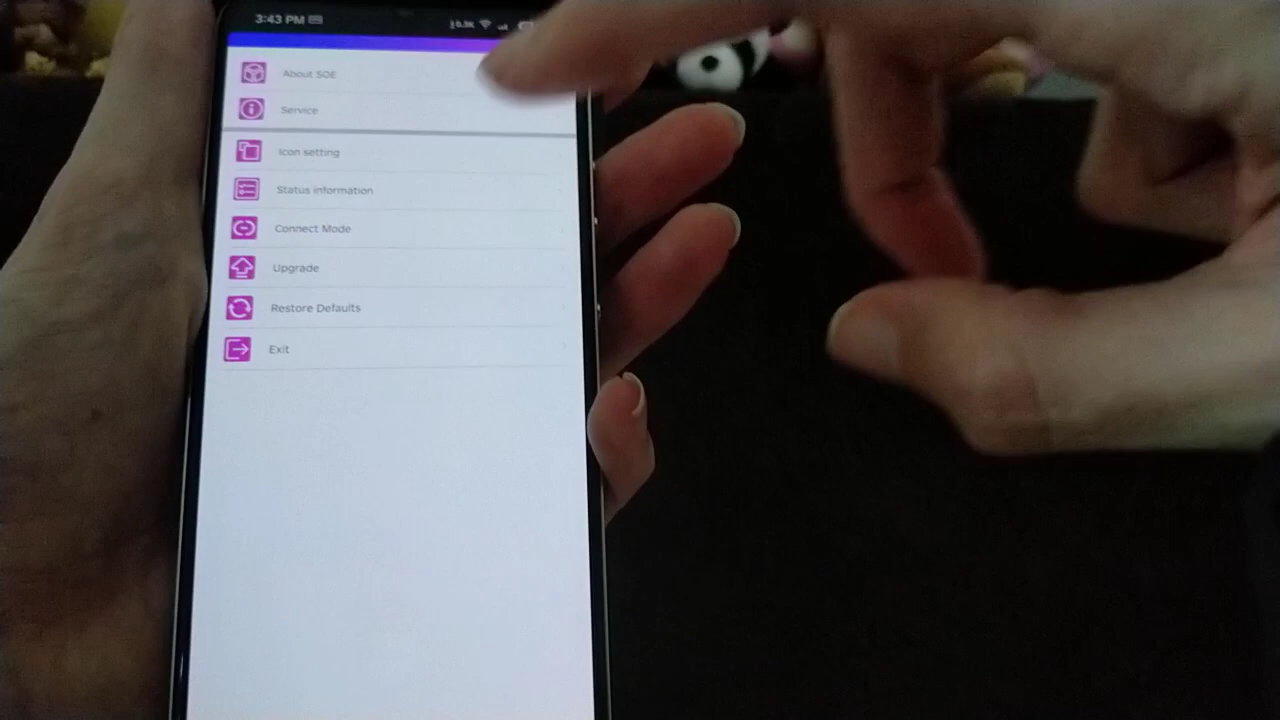 3:43 PM
About SOE
Service
Icon setting
Status information
Connect Mode
Upgrade
Restore Defaults
Exit